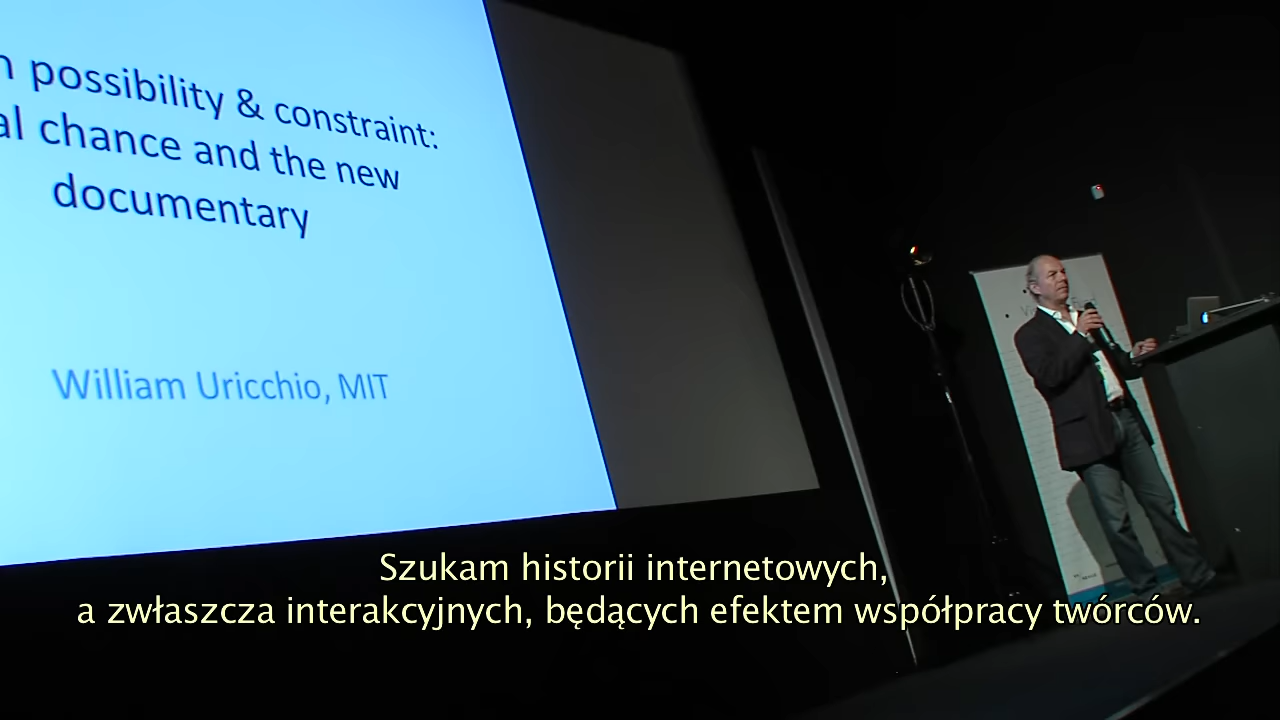 possibility & constraint:
chance and the new
documentary
William Uricchio, MIT
Szukam historii internetowych,
a zwłaszcza interakcyjnych, będących efektem współpracy twórców.